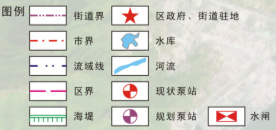 图例
街道界 区政府、街道驻地
市界 水库
流域线 河流
区界 现状泵站
海堤 规划泵站 水闸